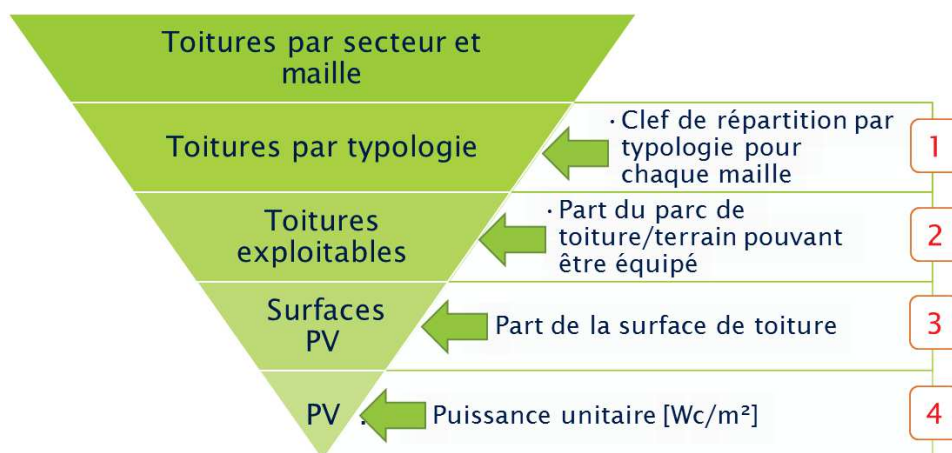 Toitures par secteur et
maille
Toitures par typologie
· Clef de répartition par
typologie pour
chaque maille
1
Toitures
exploitables
· Part du parc de
toiture/terrain pouvant
être équipé
2
Surfaces
PV
Part de la surface de toiture
3
PV
Puissance unitaire [Wc/m²]
4